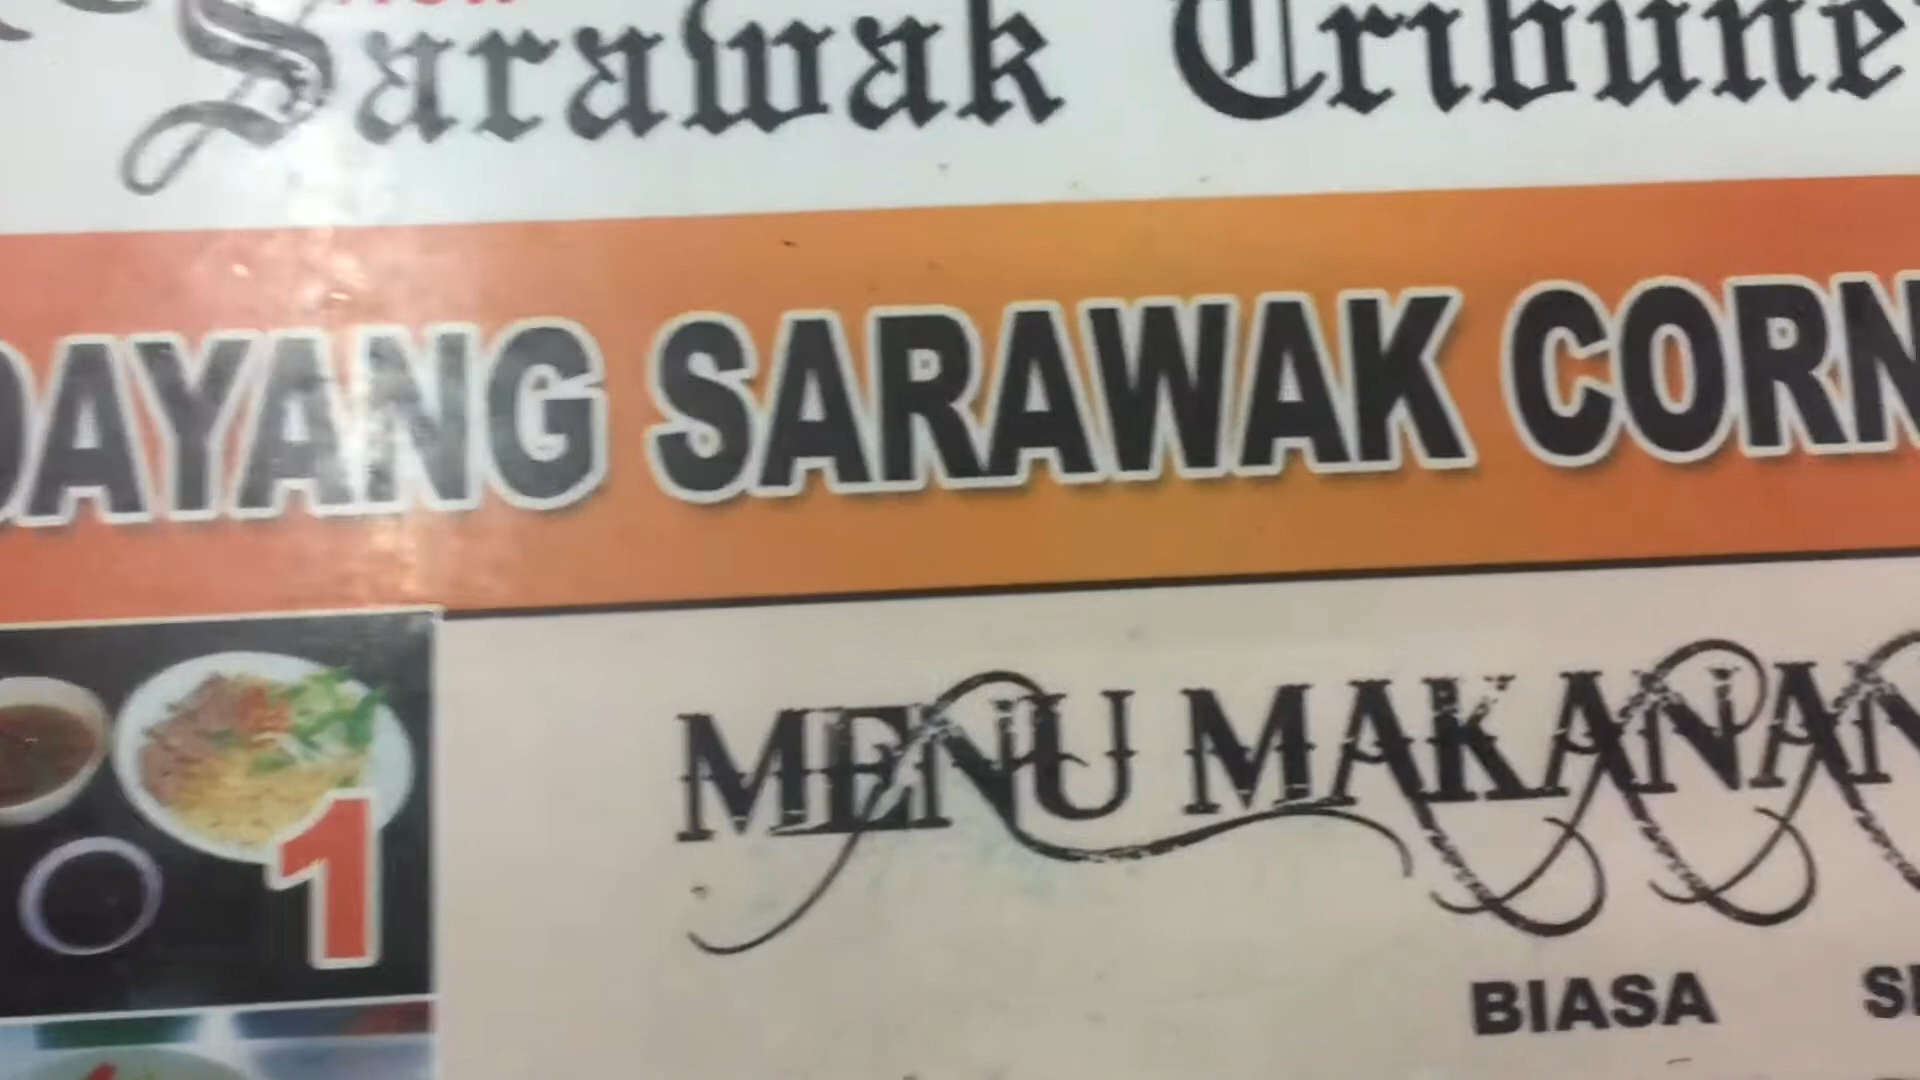 Sarawak Tribune
DAYANG SARAWAK CORN
MENU MAKANAN
1
BIASA